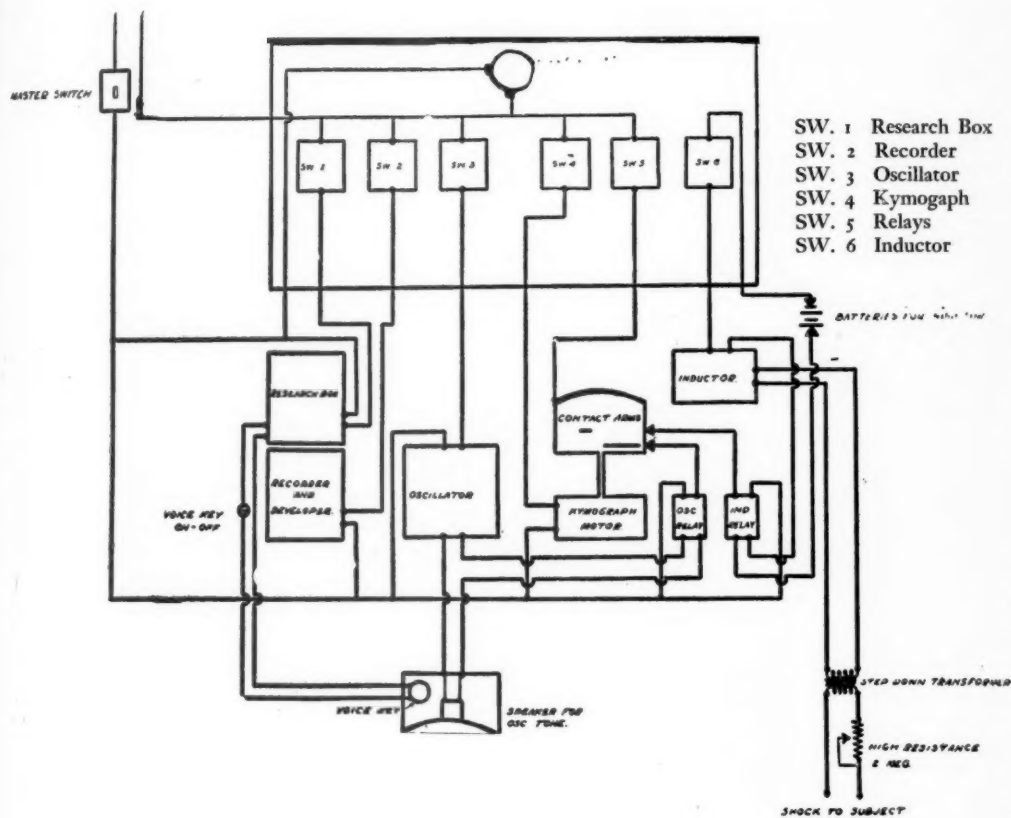 MASTER SWITCH
SW. 1 Research Box
SW. 2 Recorder
SW. 3 Oscillator
SW. 4 Kymogaph
SW. 5 Relays
SW. 6 Inductor
SW 1
SW 2
SW 3
SW 4
SW 5
SW 6
BATTERIES FOR
INDUCTOR.
RESEARCH BOX
CONTACT ARMS
RECORDER
AND
DEVELOPER.
OSCILLATOR
VOICE KEY
ON-OFF
KYMOGRAPH
MOTOR
OSC
RELAY
IND
RELAY
STEP DOWN TRANSFORMER
VOICE KEY
SPEAKER FOR
OSC TONE.
HIGH RESISTANCE
2 MEG.
SHOCK TO SUBJECT